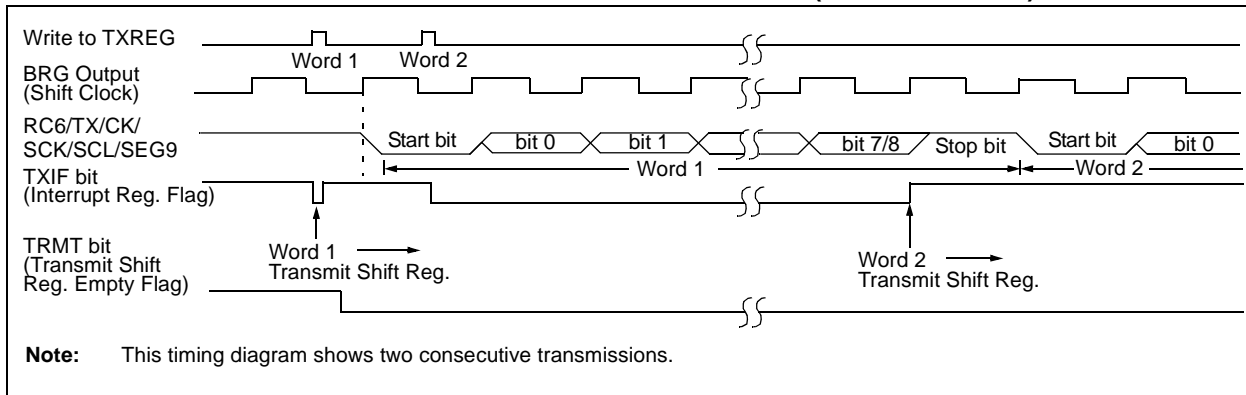 Write to TXREG
Word 1
Word 2
BRG Output
(Shift Clock)
RC6/TX/CK/
SCK/SCL/SEG9
Start bit
bit 0
bit 1
bit 7/8
Stop bit
Start bit
bit 0
Word 1
Word 2
TXIF bit
(Interrupt Reg. Flag)
Word 1
Transmit Shift Reg.
Word 2
Transmit Shift Reg.
TRMT bit
(Transmit Shift
Reg. Empty Flag)
Note: This timing diagram shows two consecutive transmissions.